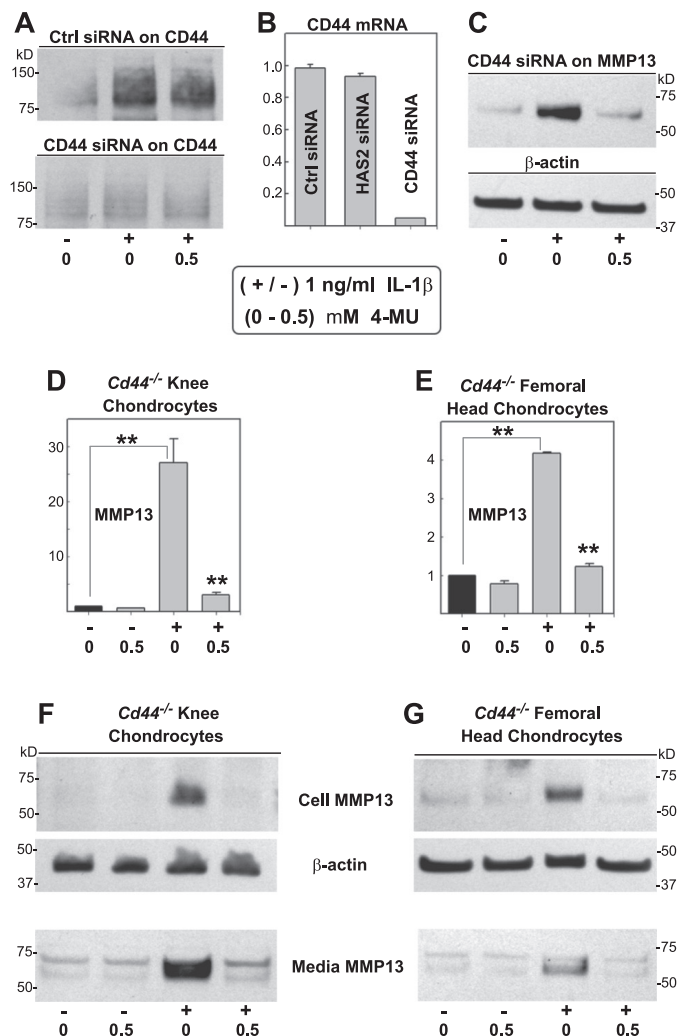 A
Ctrl siRNA on CD44
kD
150-
75-
CD44 siRNA on CD44
150-
75-
- + +
0 0 0.5
B
CD44 mRNA
1.0
0.8
0.6
0.4
0.2
Ctrl siRNA
HAS2 siRNA
CD44 siRNA
C
CD44 siRNA on MMP13
kD
-75
-50
β-actin
-50
-37
- + +
0 0 0.5
( + / - ) 1 ng/ml IL-1β
(0 - 0.5) mM 4-MU
D
Cd44-/- Knee
Chondrocytes
30
20
10
**
MMP13
**
- - + +
0 0.5 0 0.5
E
Cd44-/- Femoral
Head Chondrocytes
4
3
2
1
**
MMP13
**
- - + +
0 0.5 0 0.5
F
Cd44-/- Knee
Chondrocytes
kD
75-
50-
Cell MMP13
50-
37-
β-actin
75-
50-
Media MMP13
- - + +
0 0.5 0 0.5
G
Cd44-/- Femoral
Head Chondrocytes
kD
-75
-50
-50
-37
-75
-50
- - + +
0 0.5 0 0.5